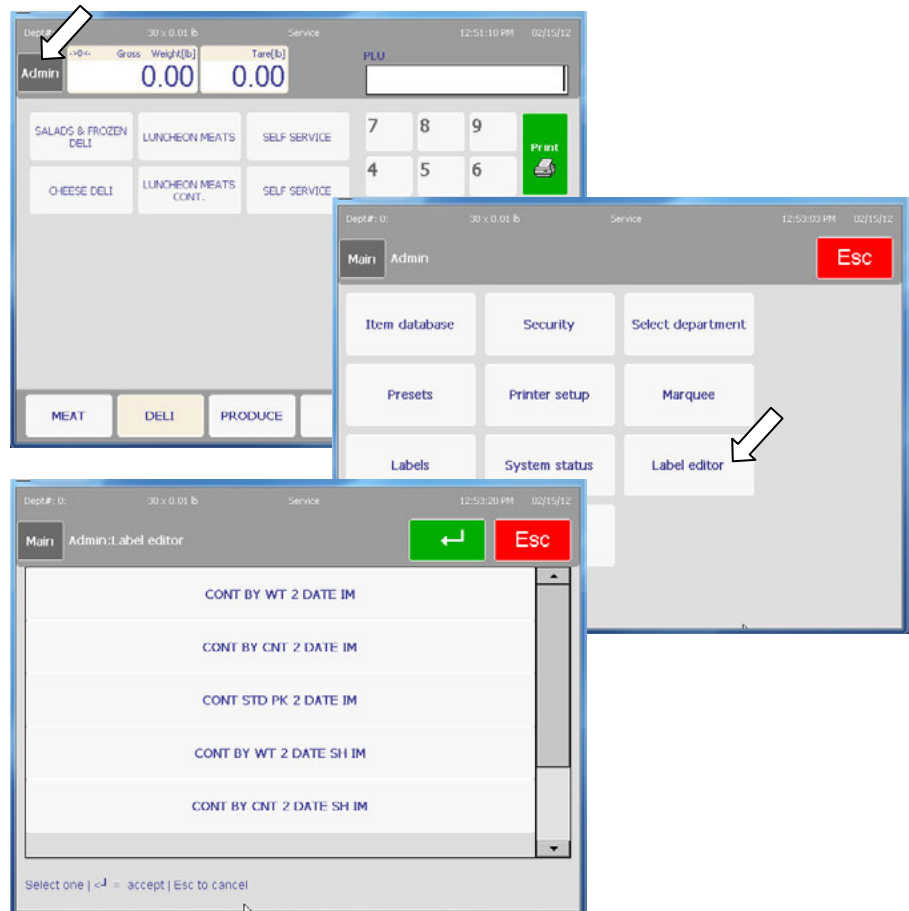 Dept#: 30 x 0.01 lb Service 12:51:10 PM 02/15/12
->0<- Gross Weight[lb] Tare[lb] PLU
Admin 0.00 0.00
SALADS & FROZEN DELI LUNCHEON MEATS SELF SERVICE 7 8 9 Print
CHEESE DELI LUNCHEON MEATS CONT. SELF SERVICE 4 5 6
MEAT DELI PRODUCE
Dept#: 0: 30 x 0.01 lb Service 12:53:03 PM 02/15/12
Main Admin Esc
Item database Security Select department
Presets Printer setup Marquee
Labels System status Label editor
Dept#: 0: 30 x 0.01 lb Service 12:53:20 PM 02/15/12
Main Admin:Label editor Esc
CONT BY WT 2 DATE IM
CONT BY CNT 2 DATE IM
CONT STD PK 2 DATE IM
CONT BY WT 2 DATE SH IM
CONT BY CNT 2 DATE SH IM
Select one | <┘ = accept | Esc to cancel